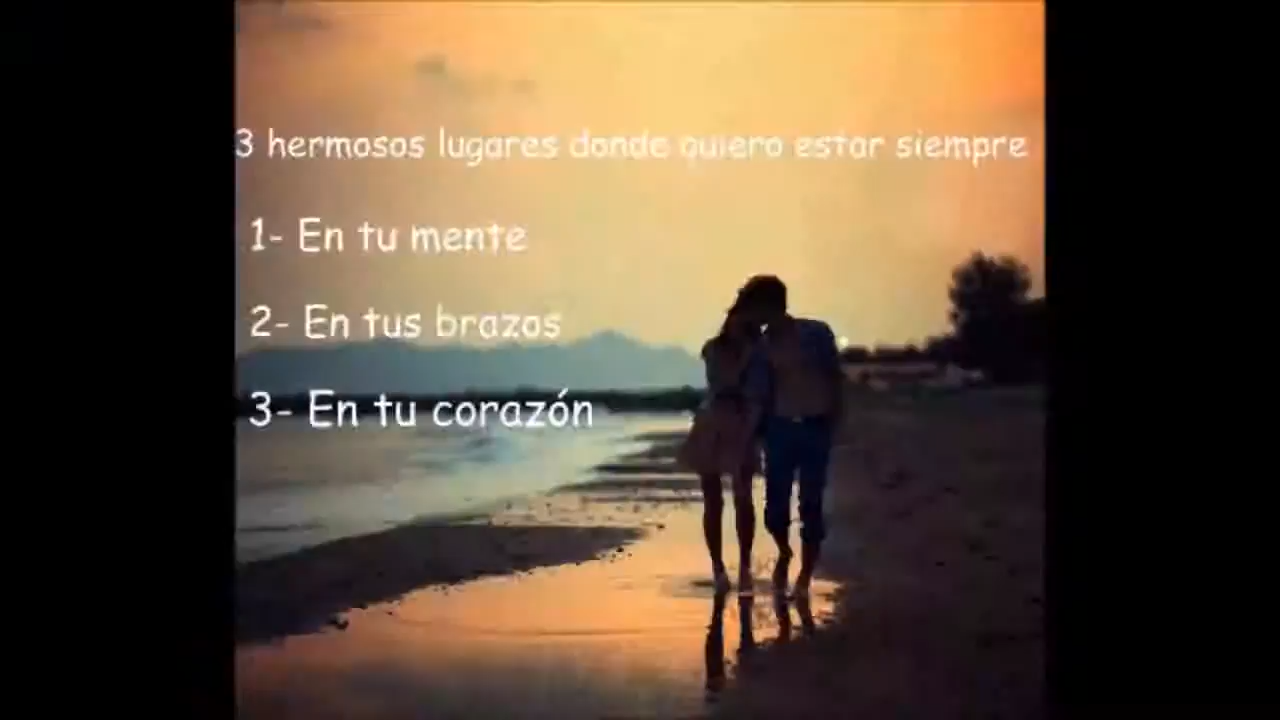 3 hermosos lugares donde quiero estar siempre
1- En tu mente
2- En tus brazos
3- En tu corazón